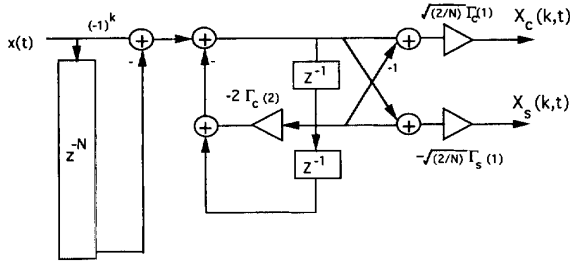 x(t)
(-1)^k
-
z^-N
-
z^-1
-2 Γc (2)
z^-1
-1
√(2/N) Γc(1)
Xc (k,t)
Xs (k,t)
-√(2/N) Γs (1)